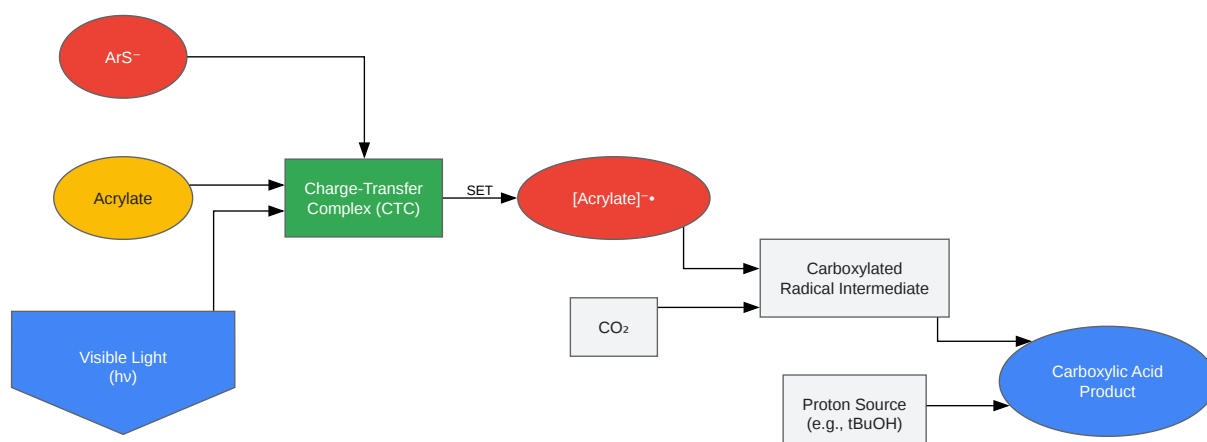 ArS⁻
Acrylate
Visible Light
(hν)
Charge-Transfer
Complex (CTC)
SET
[Acrylate]⁻•
CO₂
Carboxylated
Radical Intermediate
Proton Source
(e.g., tBuOH)
Carboxylic Acid
Product